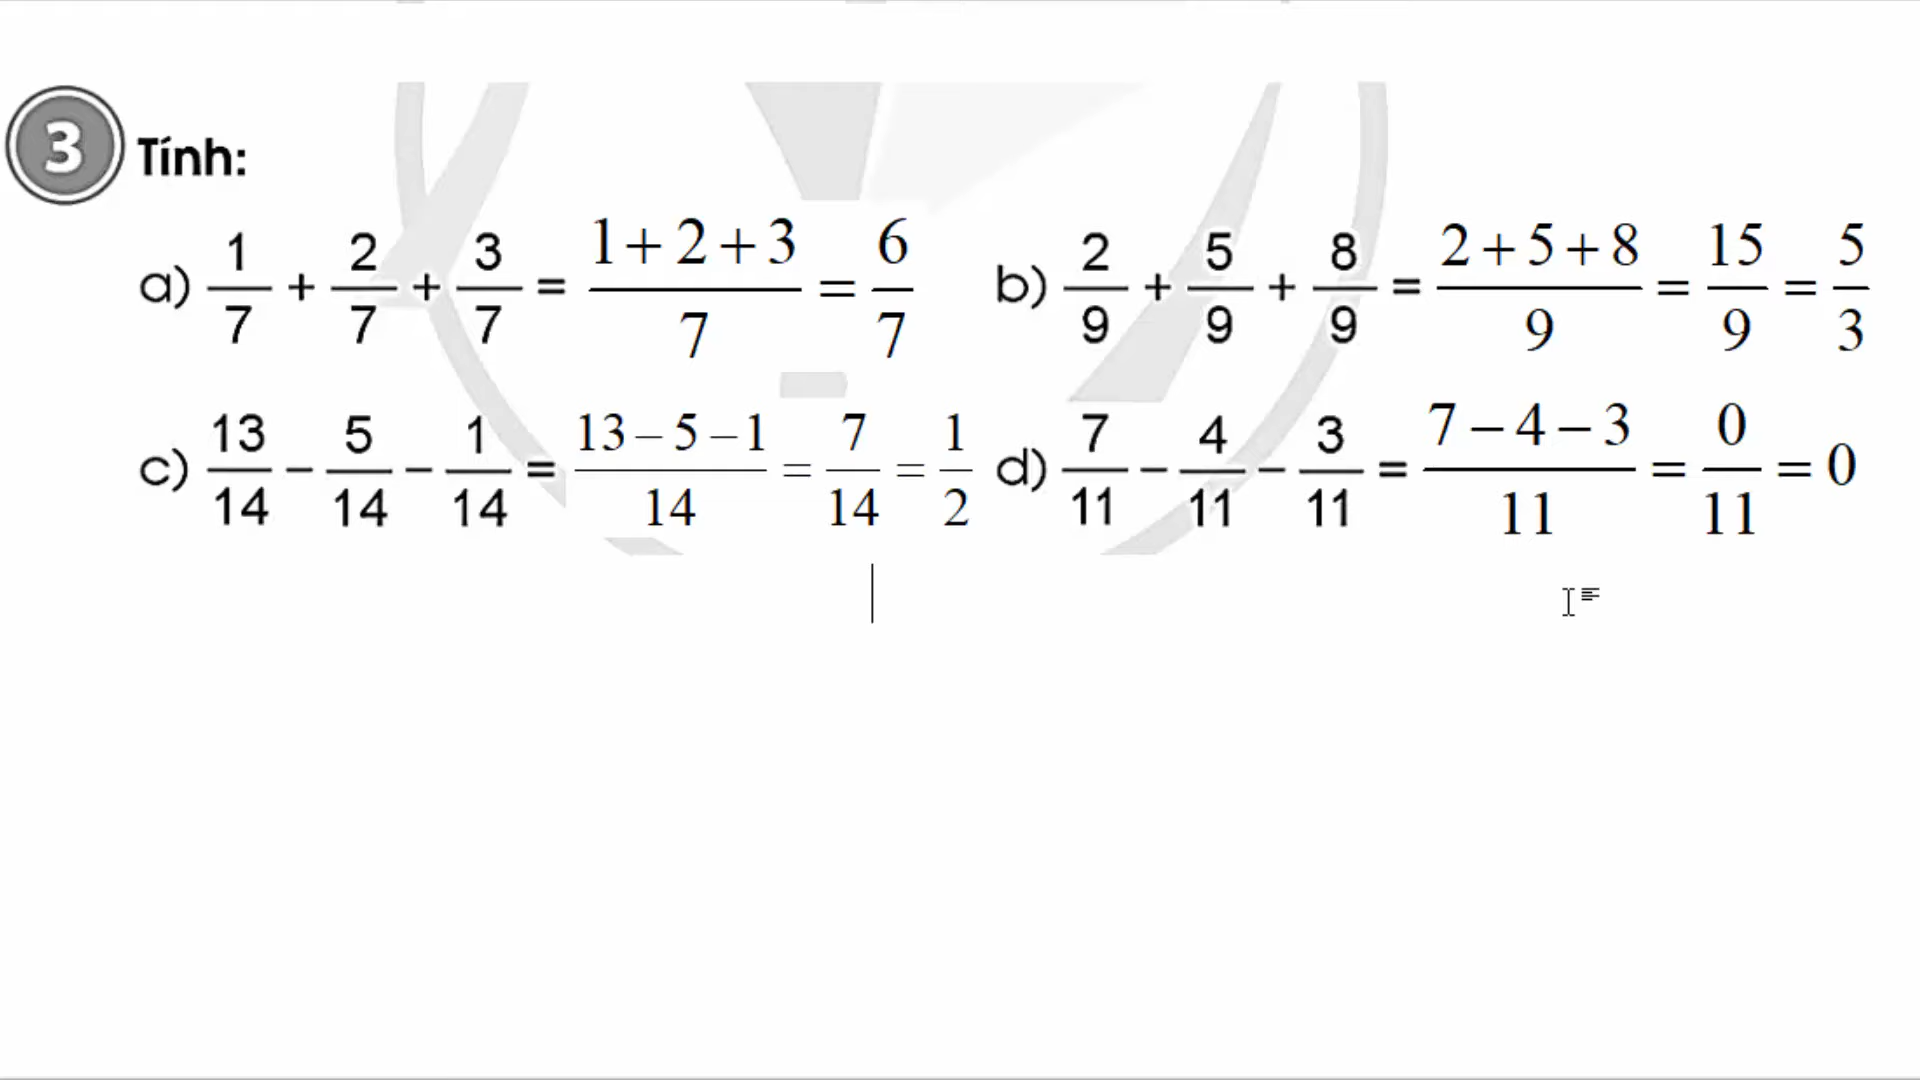 3 Tính:
a) 1/7 + 2/7 + 3/7 = (1+2+3)/7 = 6/7 b) 2/9 + 5/9 + 8/9 = (2+5+8)/9 = 15/9 = 5/3
c) 13/14 − 5/14 − 1/14 = (13−5−1)/14 = 7/14 = 1/2 d) 7/11 − 4/11 − 3/11 = (7−4−3)/11 = 0/11 = 0